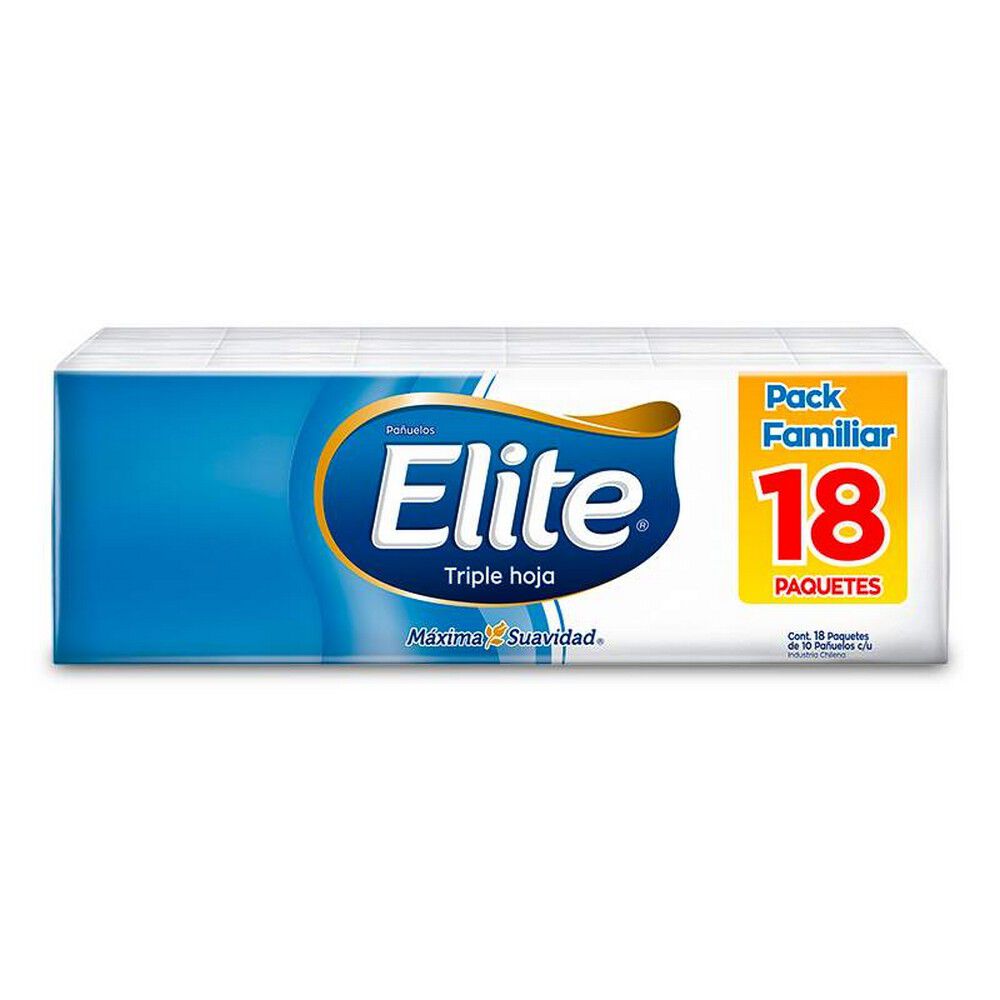 Pañuelos
Elite®
Triple hoja
Máxima Suavidad®
Pack
Familiar
18
PAQUETES
Cont. 18 Paquetes
de 10 Pañuelos c/u
Industria Chilena